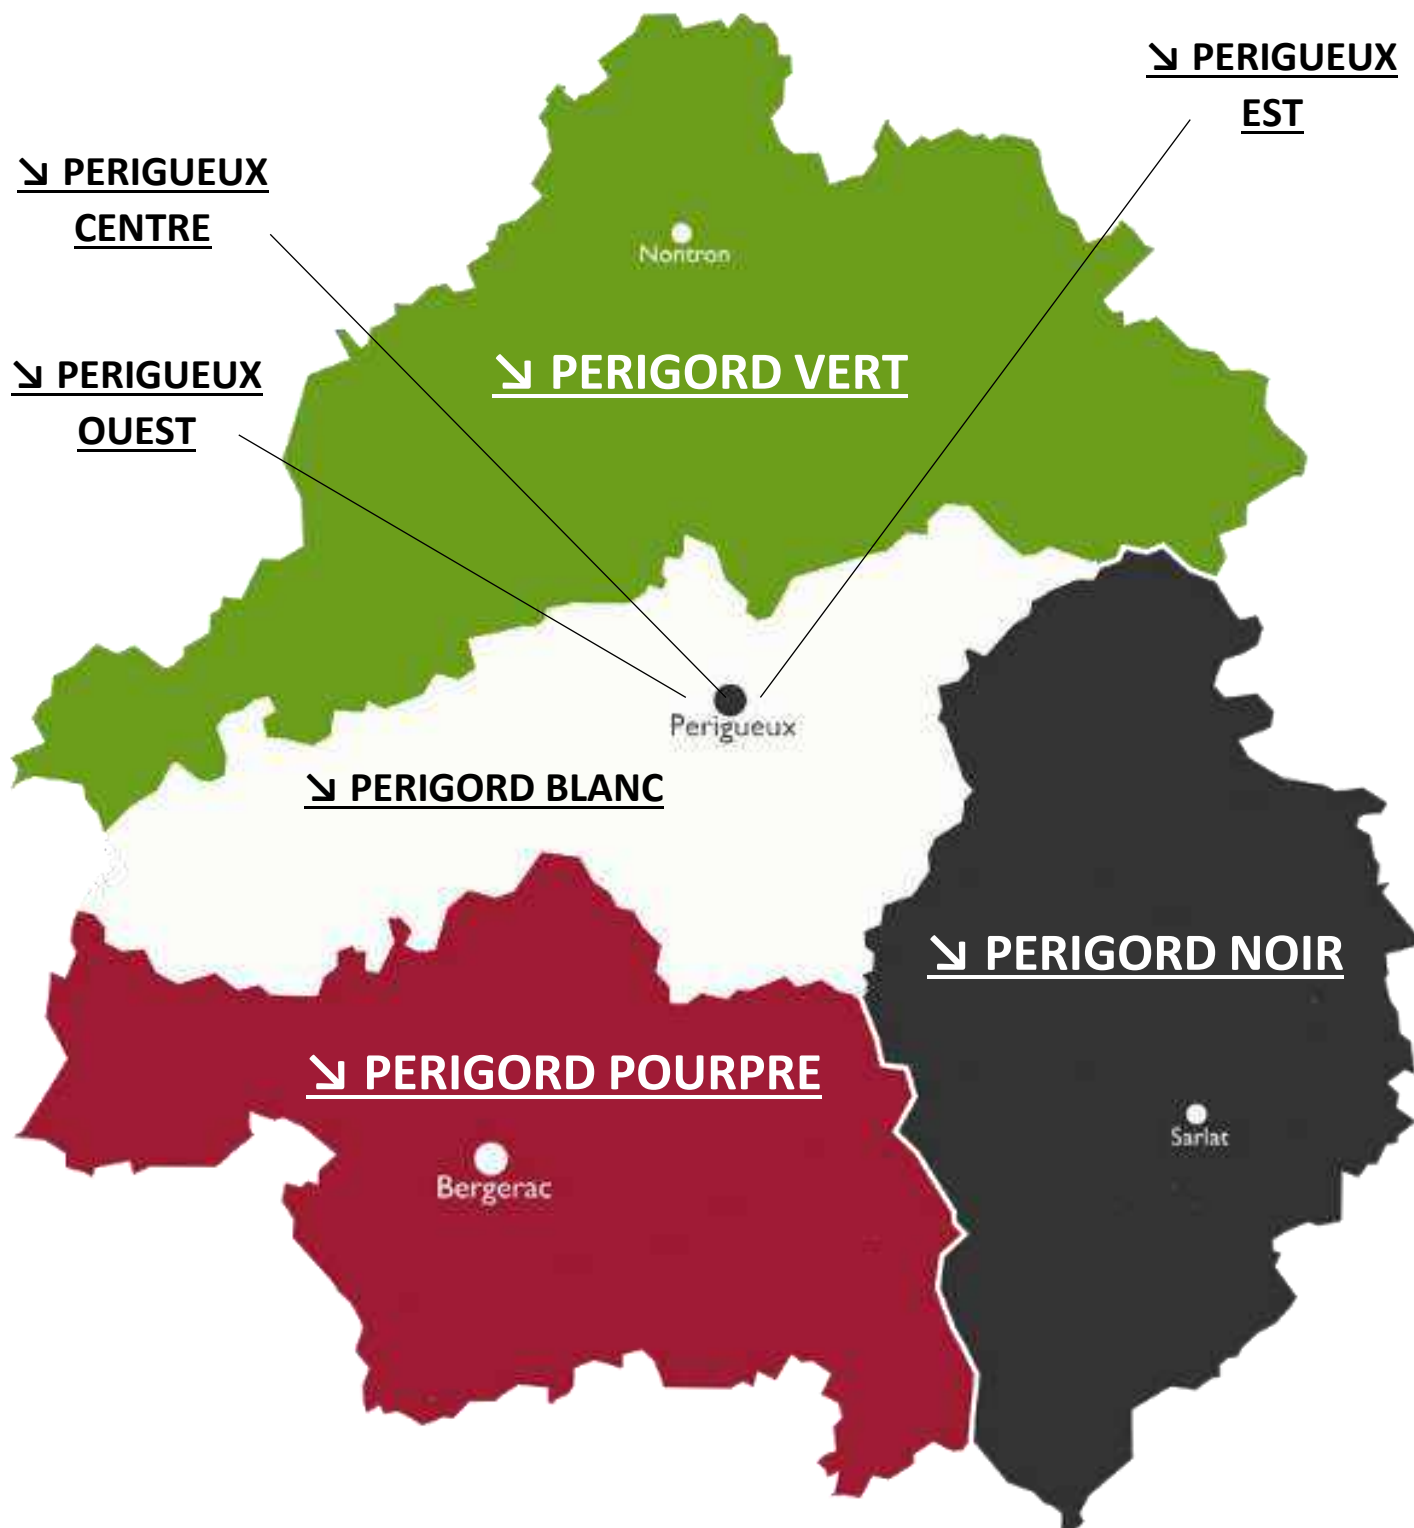 ↘ PERIGUEUX
EST
↘ PERIGUEUX
CENTRE
Nontron
↘ PERIGORD VERT
↘ PERIGUEUX
OUEST
Perigueux
↘ PERIGORD BLANC
↘ PERIGORD NOIR
↘ PERIGORD POURPRE
Sarlat
Bergerac